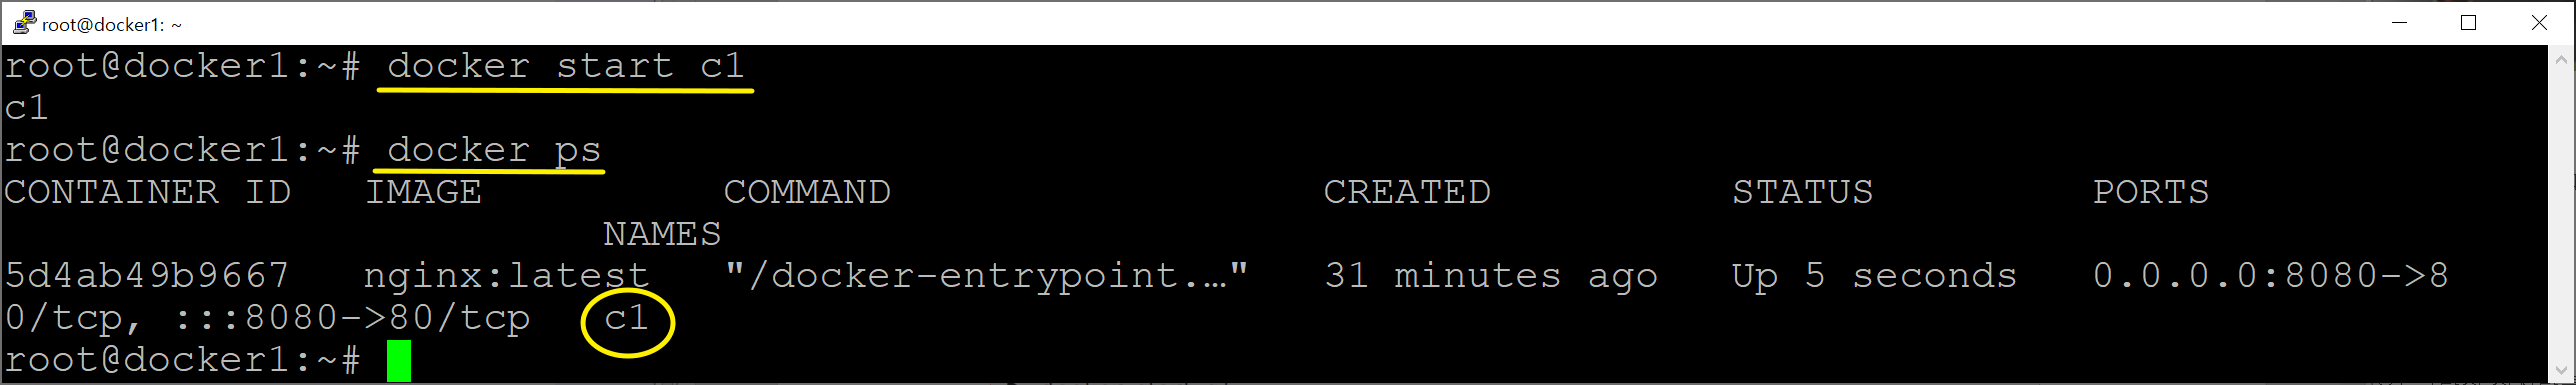 root@docker1: ~
root@docker1:~# docker start c1
c1
root@docker1:~# docker ps
CONTAINER ID   IMAGE          COMMAND                  CREATED          STATUS         PORTS
                         NAMES
5d4ab49b9667   nginx:latest   "/docker-entrypoint.…"   31 minutes ago   Up 5 seconds   0.0.0.0:8080->8
0/tcp, :::8080->80/tcp   c1
root@docker1:~#